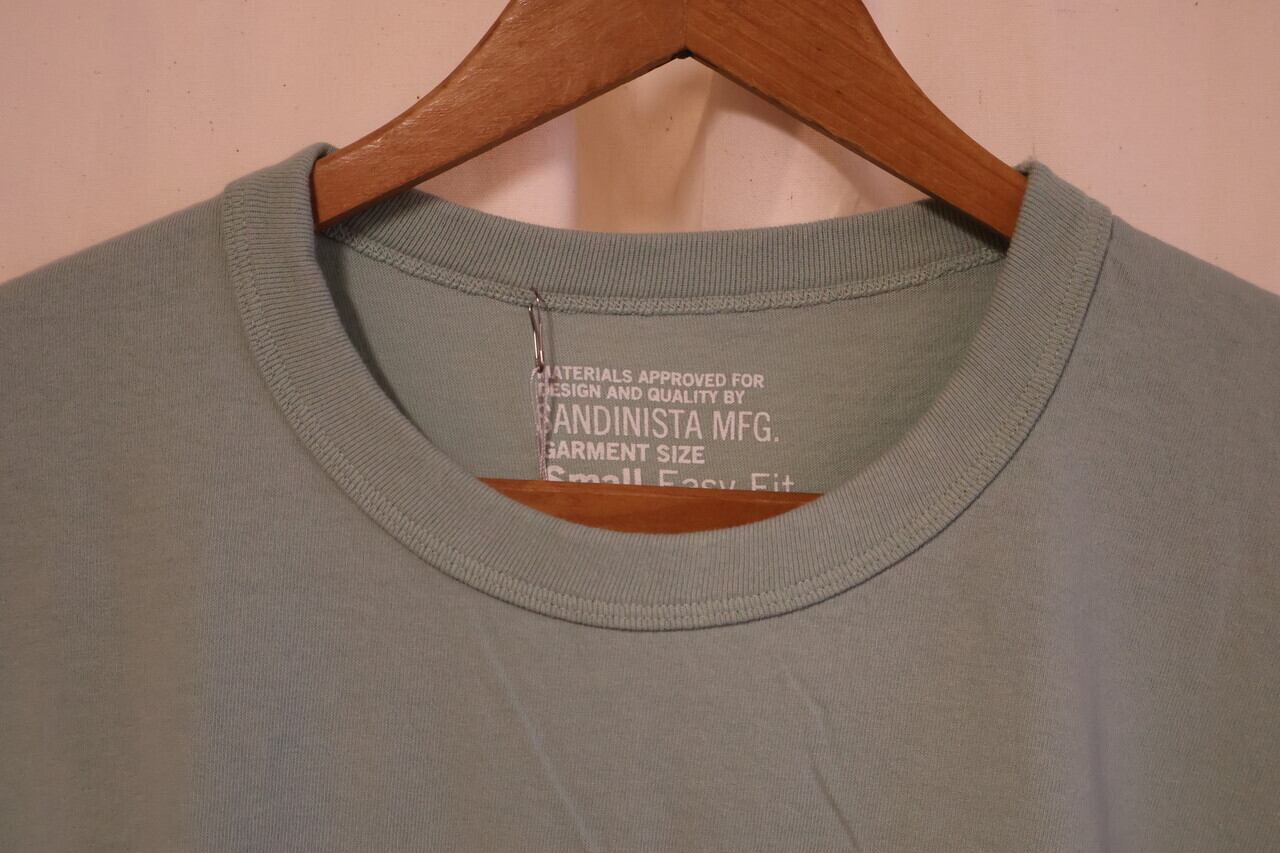 MATERIALS APPROVED FOR
DESIGN AND QUALITY BY
SANDINISTA MFG.
GARMENT SIZE
Small Easy Fit